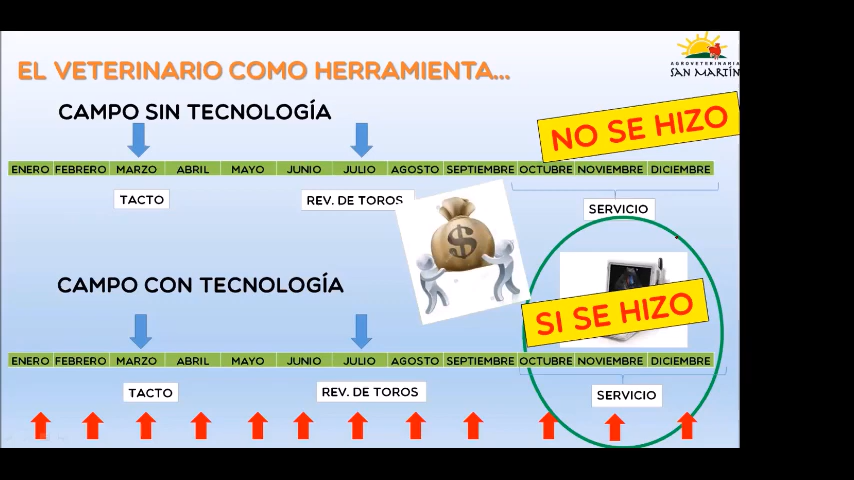 EL VETERINARIO COMO HERRAMIENTA...
AGROVETERINARIA
SAN MARTÍN
CAMPO SIN TECNOLOGÍA
NO SE HIZO
ENERO FEBRERO MARZO ABRIL MAYO JUNIO JULIO AGOSTO SEPTIEMBRE OCTUBRE NOVIEMBRE DICIEMBRE
TACTO
REV. DE TOROS
SERVICIO
$
CAMPO CON TECNOLOGÍA
SI SE HIZO
ENERO FEBRERO MARZO ABRIL MAYO JUNIO JULIO AGOSTO SEPTIEMBRE OCTUBRE NOVIEMBRE DICIEMBRE
TACTO
REV. DE TOROS
SERVICIO